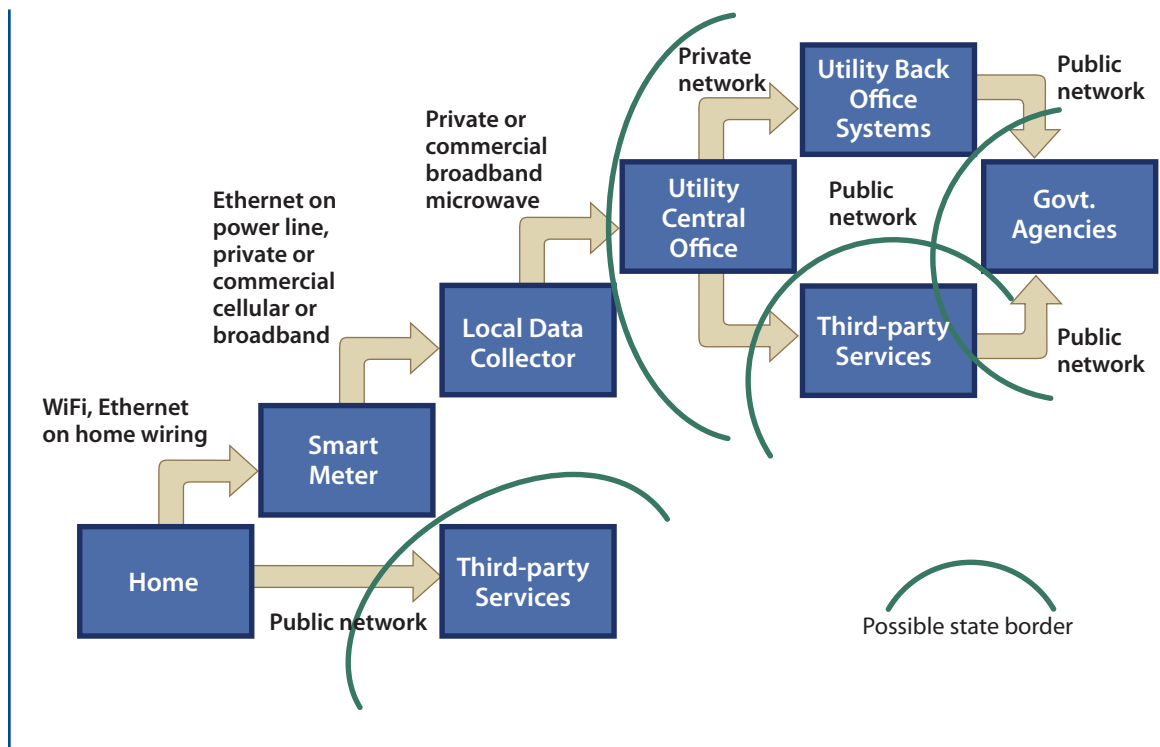 Private
network
Utility Back
Office
Systems
Public
network
Private or
commercial
broadband
microwave
Utility
Central
Office
Public
network
Govt.
Agencies
Ethernet on
power line,
private or
commercial
cellular or
broadband
Local Data
Collector
Third-party
Services
Public
network
WiFi, Ethernet
on home wiring
Smart
Meter
Home
Public network
Third-party
Services
Possible state border